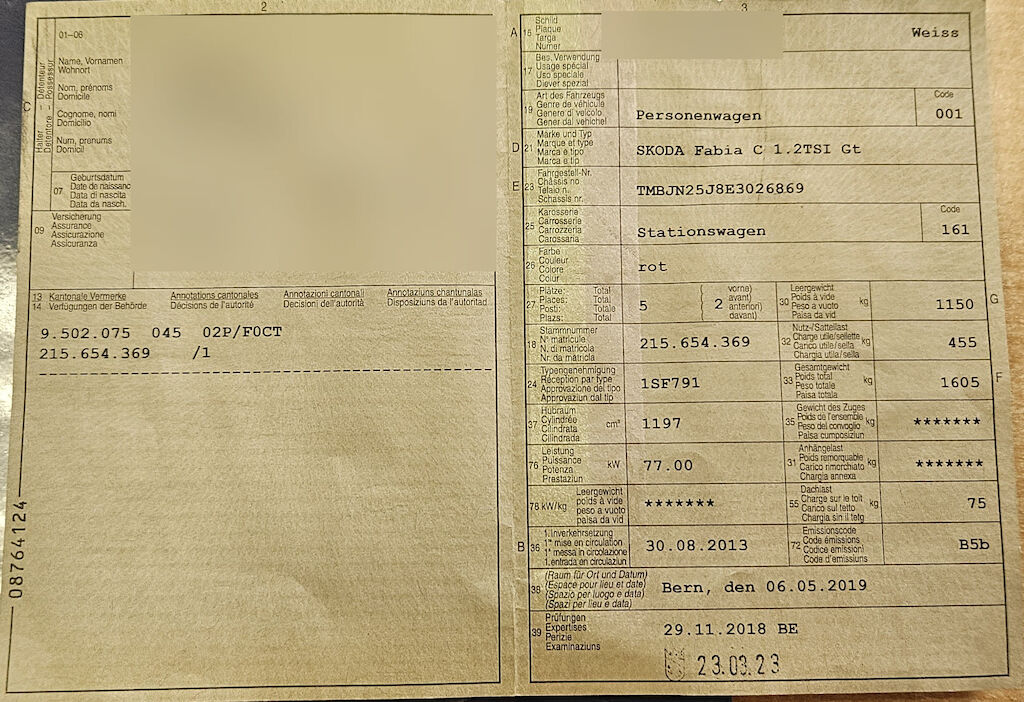 2
01–06
Halter
Détenteur
Detentore
Possessur
Name, Vornamen
Wohnort
Nom, prénoms
Domicile
C
Cognome, nomi
Domicilio
Num, prenums
Domicil
07
Geburtsdatum
Date de naissanc
Data di nascita
Data da nasch.
09
Versicherung
Assurance
Assicurazione
Assicuranza
13 Kantonale Vermerke Annotations cantonales Annotazioni cantonali Annotaziuns chantunalas
14 Verfügungen der Behörde Décisions de l'autorité Decisioni dell'autorità Disposiziuns da l'autoritad
9.502.075 045 02P/F0CT
215.654.369 /1
08764124
3
A 15 Schild
Plaque
Targa
Numer
Weiss
17 Bes. Verwendung
Usage spécial
Uso speciale
Diever spezial
19 Art des Fahrzeugs
Genre de véhicule
Genere di veicolo
Gener dal vehichel
Personenwagen
Code
001
D 21 Marke und Typ
Marque et type
Marca e tipo
Marca e tip
SKODA Fabia C 1.2TSI Gt
E 23 Fahrgestell-Nr.
Châssis no
Telaio n.
Schassis nr.
TMBJN25J8E3026869
25 Karosserie
Carrosserie
Carrozzeria
Carossaria
Stationswagen
Code
161
26 Farbe
Couleur
Colore
Colur
rot
27 Plätze: Total
Places: Total
Posti: Totale
Plazs: Total
5
2
vorne)
avant)
anteriori)
davant)
30 Leergewicht
Poids à vide
Peso a vuoto
Paisa da vid
kg
1150
G
18 Stammnummer
N° matricule
N. di matricola
Nr. da matricla
215.654.369
32 Nutz-/Sattellast
Charge utile/sellette
Carico utile/sella
Chargia utila/sella
kg
455
24 Typengenehmigung
Réception par type
Approvazione del tipo
Approvaziun dal tip
1SF791
33 Gesamtgewicht
Poids total
Peso totale
Paisa totala
kg
1605
F
37 Hubraum
Cylindrée
Cilindrata
Cilindrada
cm³
1197
35 Gewicht des Zuges
Poids de l'ensemble
Peso del convoglio
Paisa cumposiziun
kg
*******
76 Leistung
Puissance
Potenza
Prestaziun
kW
77.00
31 Anhängelast
Poids remorquable
Carico rimorchiato
Chargia annexa
kg
*******
78 kW/kg
Leergewicht
poids à vide
peso a vuoto
paisa da vid
*******
55 Dachlast
Charge sur le toit
Carico sul tetto
Chargia sin il tetg
kg
75
B 36 1. Inverkehrsetzung
1re mise en circulation
1a messa in circolazione
1. entrada en circulaziun
30.08.2013
72 Emissionscode
Code émissions
Codice emissioni
Code d'emissiuns
B5b
38 (Raum für Ort und Datum)
(Espace pour lieu et date)
(Spazio per luogo e data)
(Spazi per lieu e data)
Bern, den 06.05.2019
39 Prüfungen
Expertises
Perizie
Examinaziuns
29.11.2018 BE
23.03.23